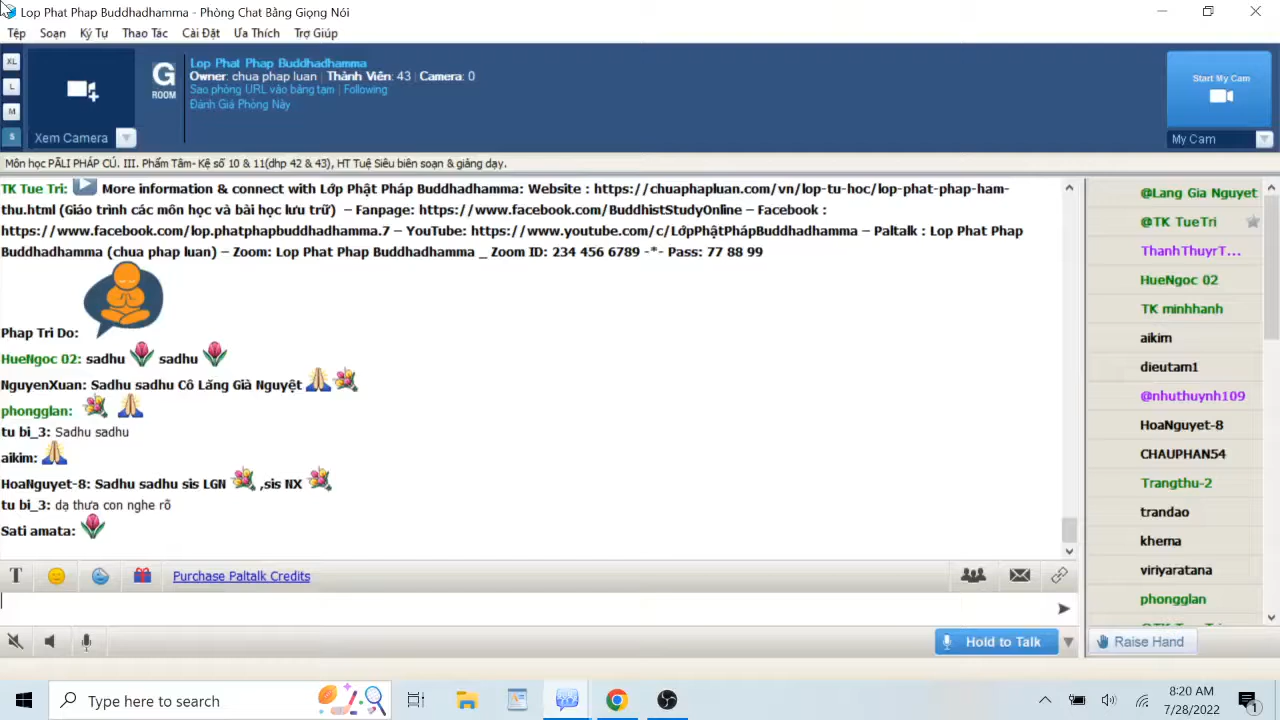 Lop Phat Phap Buddhadhamma - Phòng Chat Bằng Giọng Nói
Tệp Soạn Ký Tự Thao Tác Cài Đặt Ưa Thích Trợ Giúp
XL
L
M
S
Xem Camera
G
ROOM
Lop Phat Phap Buddhadhamma
Owner: chua phap luan | Thành Viên: 43 | Camera: 0
Sao phòng URL vào bảng tạm | Following
Đánh Giá Phòng Này
Start My Cam
My Cam
Môn học PÃLI PHÁP CÚ. III. Phẩm Tâm- Kệ số 10 & 11(dhp 42 & 43), HT Tuệ Siêu biên soạn & giảng dạy.
TK Tue Tri: More information & connect with Lớp Phật Pháp Buddhadhamma: Website : https://chuaphapluan.com/vn/lop-tu-hoc/lop-phat-phap-ham-
thu.html (Giáo trình các môn học và bài học lưu trữ) – Fanpage: https://www.facebook.com/BuddhistStudyOnline – Facebook :
https://www.facebook.com/lop.phatphapbuddhadhamma.7 – YouTube: https://www.youtube.com/c/LớpPhậtPhápBuddhadhamma – Paltalk : Lop Phat Phap
Buddhadhamma (chua phap luan) – Zoom: Lop Phat Phap Buddhadhamma _ Zoom ID: 234 456 6789 -*- Pass: 77 88 99
Phap Tri Do:
HueNgoc 02: sadhu sadhu
NguyenXuan: Sadhu sadhu Cô Lăng Già Nguyệt
phongglan:
tu bi_3: Sadhu sadhu
aikim:
HoaNguyet-8: Sadhu sadhu sis LGN ,sis NX
tu bi_3: dạ thưa con nghe rõ
Sati amata:
@Lang Gia Nguyet
@TK TueTri
ThanhThuyrT...
HueNgoc 02
TK minhhanh
aikim
dieutam1
@nhuthuynh109
HoaNguyet-8
CHAUPHAN54
Trangthu-2
trandao
khema
viriyaratana
phongglan
@TK Tue Tri
T Purchase Paltalk Credits
Hold to Talk
Raise Hand
Type here to search
8:20 AM
7/28/2022
1